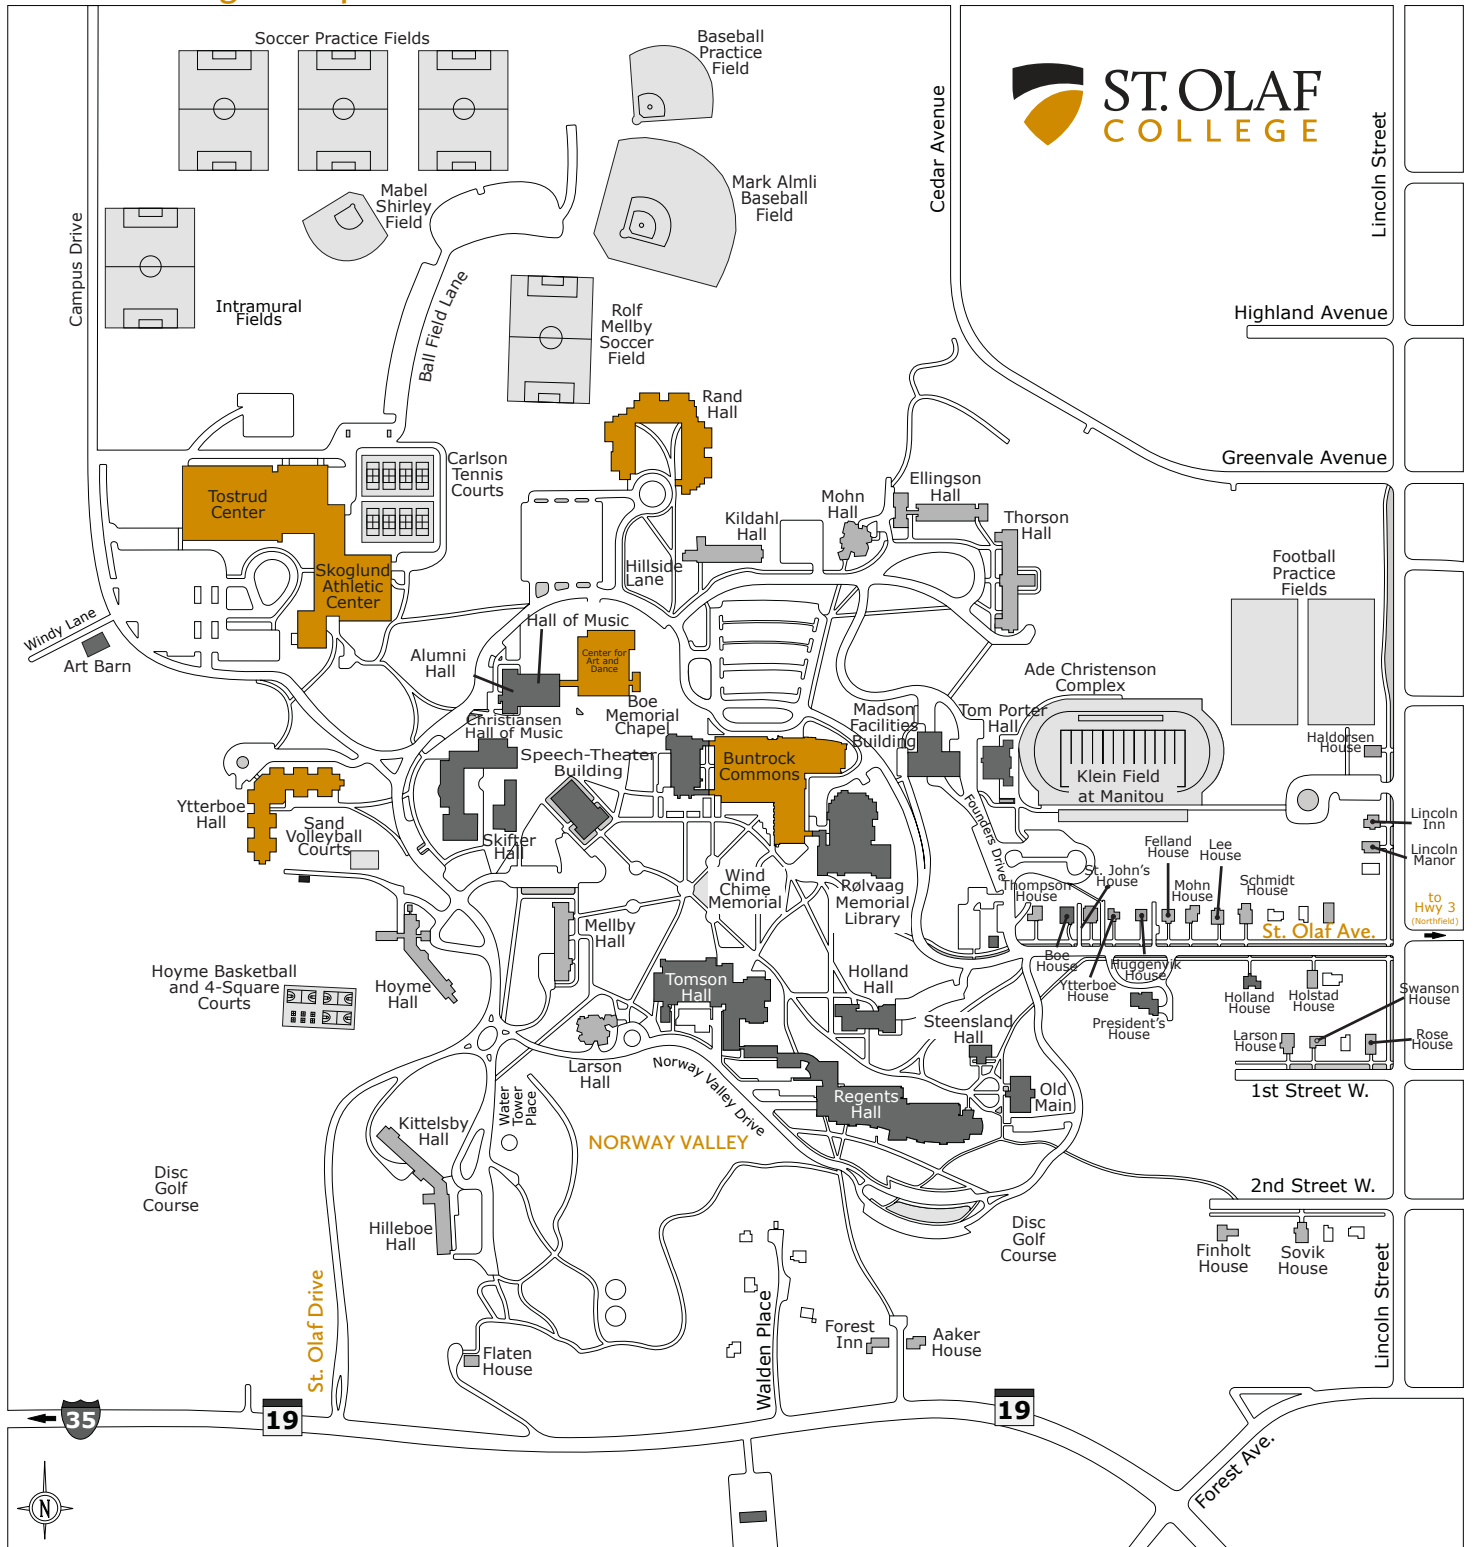 Soccer Practice Fields
Baseball
Practice
Field
ST. OLAF
COLLEGE
Cedar Avenue
Lincoln Street
Mabel
Shirley
Field
Mark Almli
Baseball
Field
Campus Drive
Intramural
Fields
Ball Field Lane
Rolf
Mellby
Soccer
Field
Highland Avenue
Rand
Hall
Greenvale Avenue
Carlson
Tennis
Courts
Tostrud
Center
Ellingson
Hall
Mohn
Hall
Kildahl
Hall
Thorson
Hall
Hillside
Lane
Skoglund
Athletic
Center
Football
Practice
Fields
Windy Lane
Art Barn
Hall of Music
Alumni
Hall
Center for
Art and
Dance
Ade Christenson
Complex
Boe
Memorial
Chapel
Christiansen
Hall of Music
Madson
Facilities
Building
Tom Porter
Hall
Speech-Theater
Building
Buntrock
Commons
Haldorsen
House
Klein Field
at Manitou
Ytterboe
Hall
Sand
Volleyball
Courts
Skifter
Hall
Founders Drive
Lincoln
Inn
Lincoln
Manor
Felland
House
Lee
House
St. John's
House
Thompson
House
Mohn
House
Schmidt
House
Wind
Chime
Memorial
Rølvaag
Memorial
Library
to
Hwy 3
(Northfield)
St. Olaf Ave.
Mellby
Hall
Boe
House
Ytterboe
House
Huggenvik
House
Hoyme Basketball
and 4-Square
Courts
Hoyme
Hall
Tomson
Hall
Holland
Hall
President's
House
Holland
House
Holstad
House
Swanson
House
Steensland
Hall
Larson
House
Rose
House
Larson
Hall
Norway Valley Drive
Regents
Hall
Old
Main
1st Street W.
Water
Tower
Place
Kittelsby
Hall
NORWAY VALLEY
Disc
Golf
Course
2nd Street W.
Hilleboe
Hall
Disc
Golf
Course
Finholt
House
Sovik
House
St. Olaf Drive
Walden Place
Lincoln Street
Forest
Inn
Aaker
House
Flaten
House
35
19
19
Forest Ave.
N